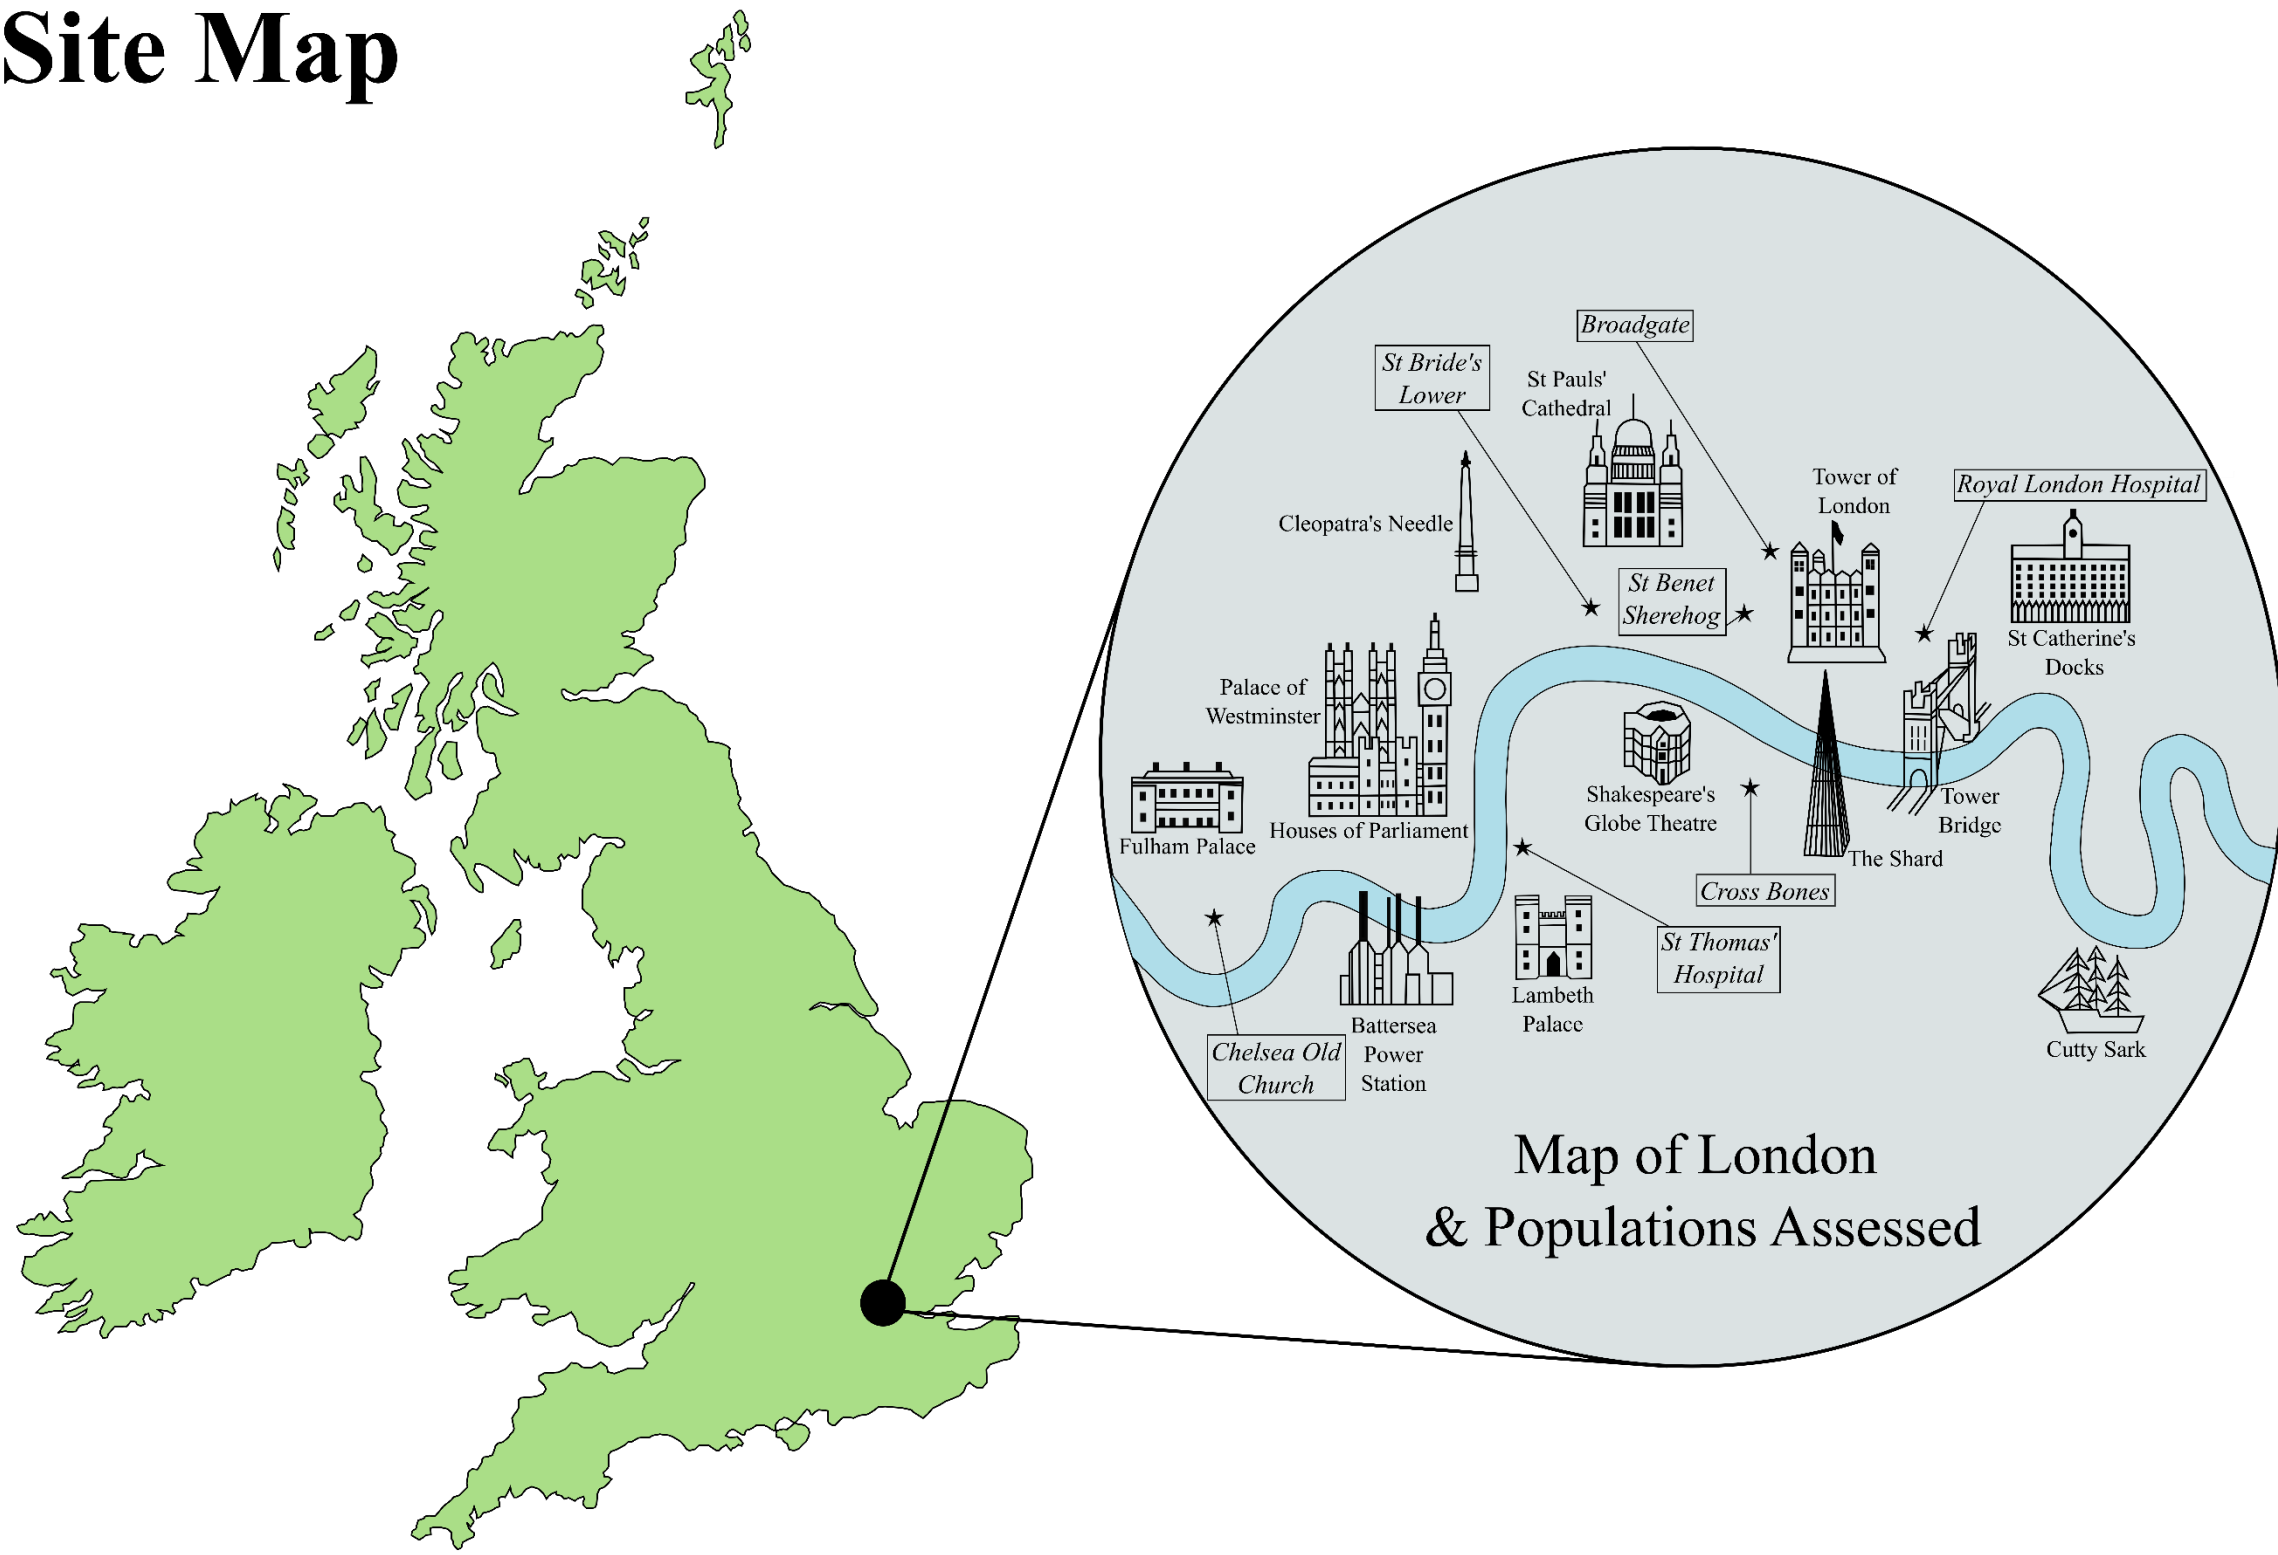 Site Map
Broadgate
St Bride's
Lower
St Pauls'
Cathedral
Tower of
London
Royal London Hospital
Cleopatra's Needle
St Benet
Sherehog
St Catherine's
Docks
Palace of
Westminster
Shakespeare's
Globe Theatre
Tower
Bridge
Houses of Parliament
Fulham Palace
The Shard
Cross Bones
St Thomas'
Hospital
Lambeth
Palace
Battersea
Power
Station
Chelsea Old
Church
Cutty Sark
Map of London
& Populations Assessed